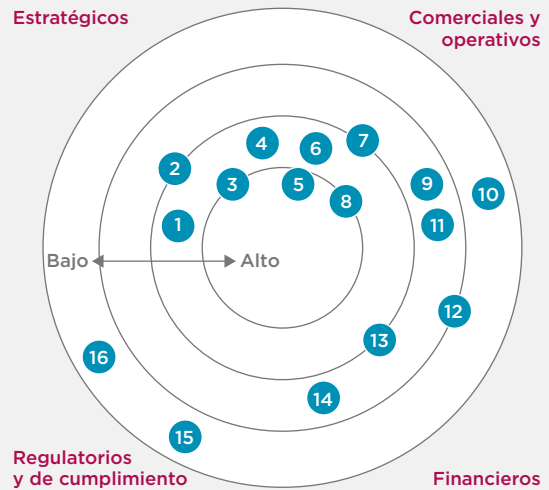 Estratégicos
Comerciales y
operativos
4
6
7
2
3
5
9
10
8
1
11
Bajo
Alto
12
13
16
14
15
Regulatorios
y de cumplimiento
Financieros